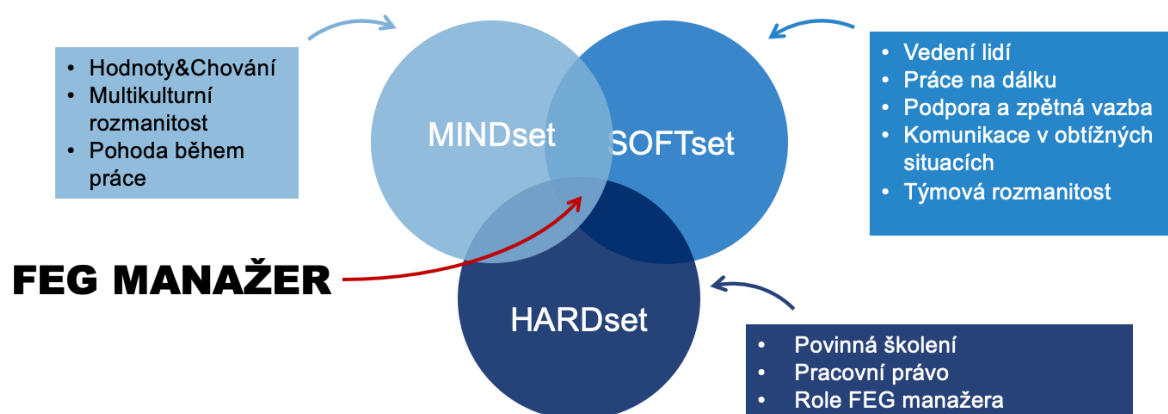 • Hodnoty&Chování
• Multikulturní
rozmanitost
• Pohoda během
práce
MINDset
SOFTset
• Vedení lidí
• Práce na dálku
• Podpora a zpětná vazba
• Komunikace v obtížných
situacích
• Týmová rozmanitost
FEG MANAŽER
HARDset
• Povinná školení
• Pracovní právo
• Role FEG manažera